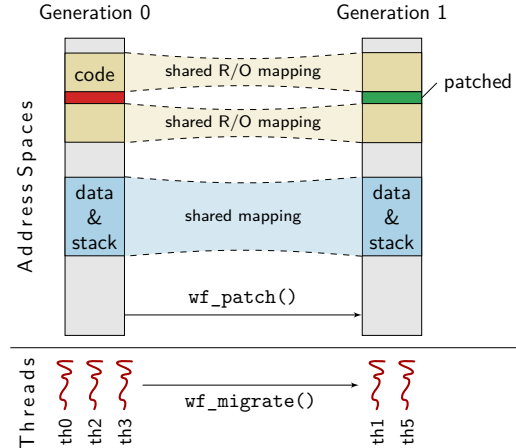 Generation 0
Generation 1
code
shared R/O mapping
patched
shared R/O mapping
Address Spaces
data
&
stack
shared mapping
data
&
stack
wf_patch()
Threads
th0
th2
th3
wf_migrate()
th1
th5